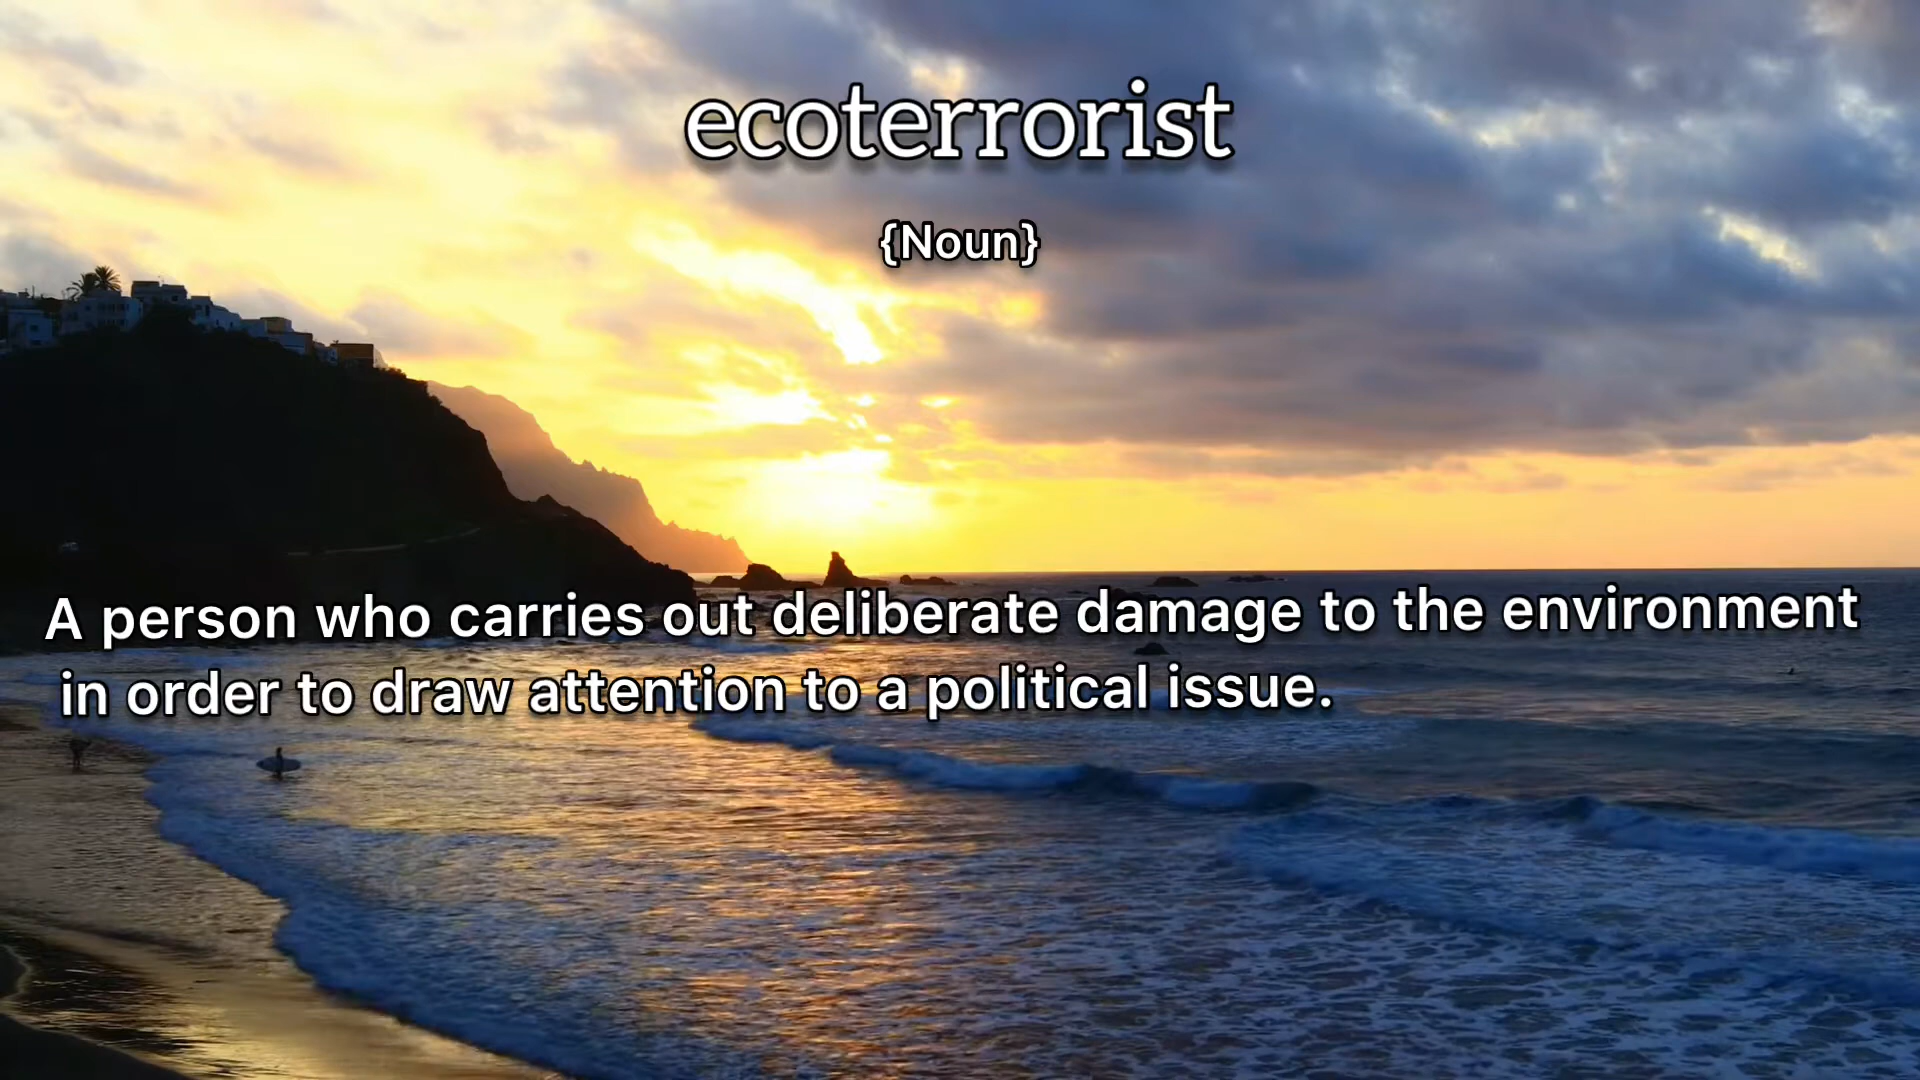 ecoterrorist
{Noun}
A person who carries out deliberate damage to the environment
in order to draw attention to a political issue.